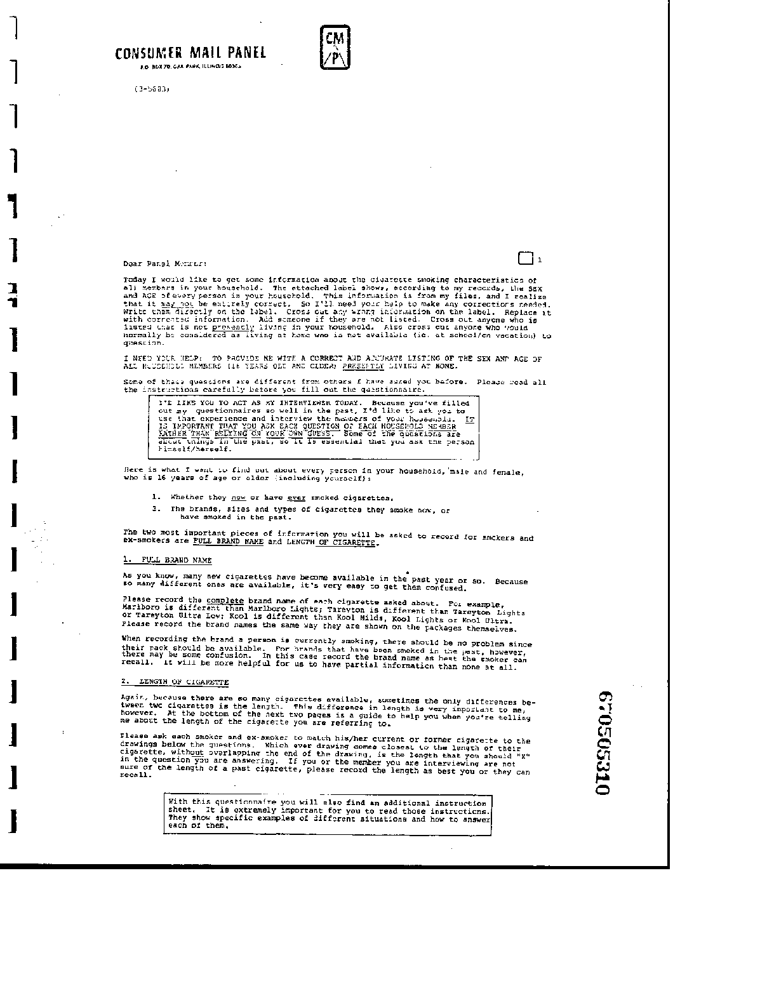 CONSUMER MAIL PANEL
CM
/P\
P.O. BOX 70, OAK PARK, ILLINOIS
(3-5603)
1
Dear Panel Member:
Today I would like to get some information about the cigarette smoking characteristics of
all members in your household. The attached label shows, according to my records, the SEX
and AGE of every person in your household. This information is from my files, and I realize
that it may not be entirely correct. So I'll need your help to make any corrections needed.
Write them directly on the label. Cross out any wrong information on the label. Replace it
with corrected information. Add someone if they are not listed. Cross out anyone who is
listed that is not presently living in your household. Also cross out anyone who would
normally be considered as living at home who is not available (ie. at school/on vacation) to
question.
I NEED YOUR HELP: TO PROVIDE ME WITH A CORRECT AND ACCURATE LISTING OF THE SEX AND AGE OF
ALL HOUSEHOLD MEMBERS (16 YEARS OLD AND OLDER) PRESENTLY LIVING AT HOME.
Some of these questions are different from others I have asked you before. Please read all
the instructions carefully before you fill out the questionnaire.
I'D LIKE YOU TO ACT AS MY INTERVIEWER TODAY. Because you've filled
out my questionnaires so well in the past, I'd like to ask you to
use that experience and interview the members of your household. IT
IS IMPORTANT THAT YOU ASK EACH QUESTION OF EACH HOUSEHOLD MEMBER
RATHER THAN RELYING ON YOUR OWN GUESS. Some of the questions are
about things in the past, so it is essential that you ask the person
himself/herself.
Here is what I want to find out about every person in your household, male and female,
who is 16 years of age or older (including yourself):
1. Whether they now or have ever smoked cigarettes.
2. The brands, sizes and types of cigarettes they smoke now, or
have smoked in the past.
The two most important pieces of information you will be asked to record for smokers and
ex-smokers are FULL BRAND NAME and LENGTH OF CIGARETTE.
1. FULL BRAND NAME
As you know, many new cigarettes have become available in the past year or so. Because
so many different ones are available, it's very easy to get them confused.
Please record the complete brand name of each cigarette asked about. For example,
Marlboro is different than Marlboro Lights; Tareyton is different than Tareyton Lights
or Tareyton Ultra Low; Kool is different than Kool Milds, Kool Lights or Kool Ultra.
Please record the brand names the same way they are shown on the packages themselves.
When recording the brand a person is currently smoking, there should be no problem since
their pack should be available. For brands that have been smoked in the past, however,
there may be some confusion. In this case record the brand name as best the smoker can
recall. It will be more helpful for us to have partial information than none at all.
2. LENGTH OF CIGARETTE
Again, because there are so many cigarettes available, sometimes the only differences be-
tween two cigarettes is the length. This difference in length is very important to me,
however. At the bottom of the next two pages is a guide to help you when you're telling
me about the length of the cigarette you are referring to.
Please ask each smoker and ex-smoker to match his/her current or former cigarette to the
drawings below the questions. Which ever drawing comes closest to the length of their
cigarette, without overlapping the end of the drawing, is the length that you should "X"
in the question you are answering. If you or the member you are interviewing are not
sure of the length of a past cigarette, please record the length as best you or they can
recall.
With this questionnaire you will also find an additional instruction
sheet. It is extremely important for you to read those instructions.
They show specific examples of different situations and how to answer
each of them.
670565310